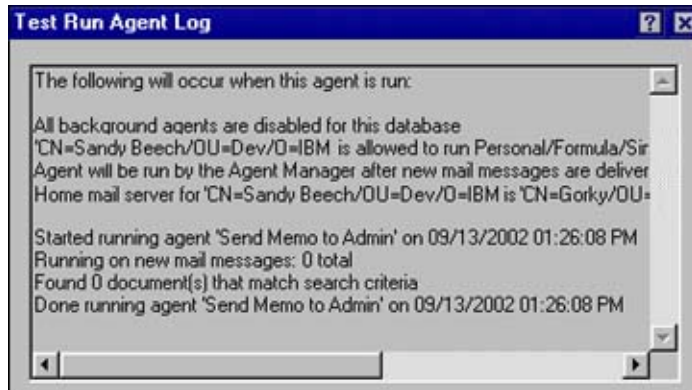 Test Run Agent Log
The following will occur when this agent is run:
All background agents are disabled for this database
'CN=Sandy Beech/OU=Dev/O=IBM is allowed to run Personal/Formula/Sir
Agent will be run by the Agent Manager after new mail messages are deliver
Home mail server for 'CN=Sandy Beech/OU=Dev/O=IBM is 'CN=Gorky/OU=
Started running agent 'Send Memo to Admin' on 09/13/2002 01:26:08 PM
Running on new mail messages: 0 total
Found 0 document(s) that match search criteria
Done running agent 'Send Memo to Admin' on 09/13/2002 01:26:08 PM